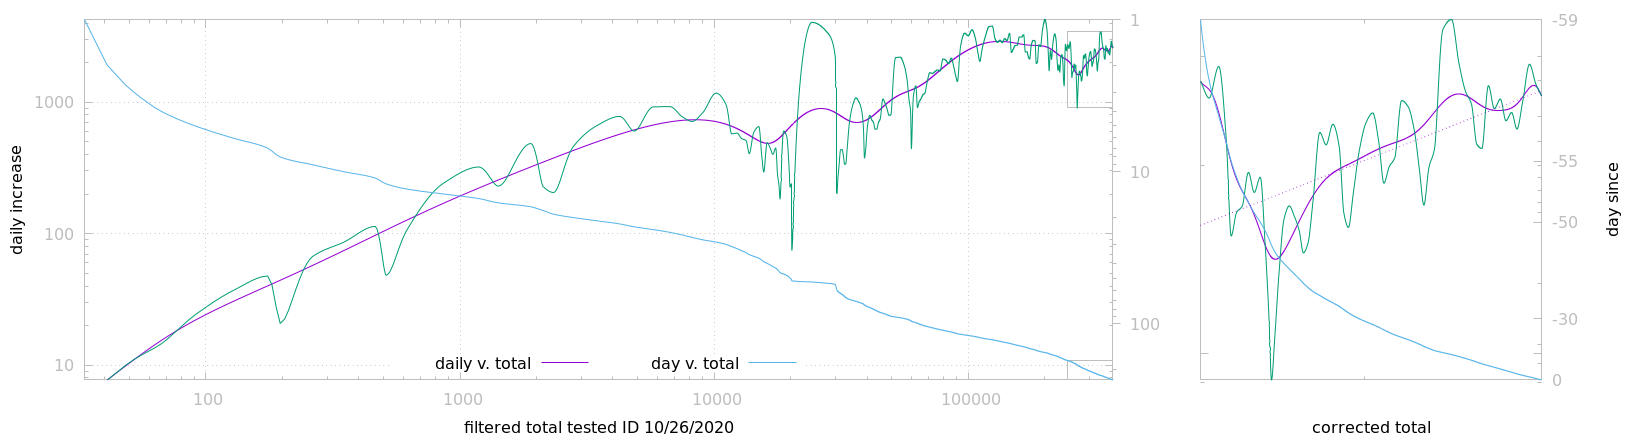 1 -59
1000
10 -55
100 -50
100 -30
10 0
daily increase
daily v. total day v. total
day since
100 1000 10000 100000
filtered total tested ID 10/26/2020 corrected total